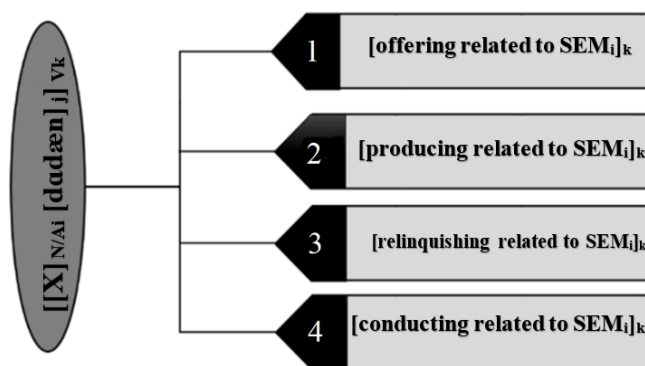 [[X] N/Ai [dɑdæn] j] Vk
1
[offering related to SEMi]k
2
[producing related to SEMi]k
3
[relinquishing related to SEMi]k
4
[conducting related to SEMi]k